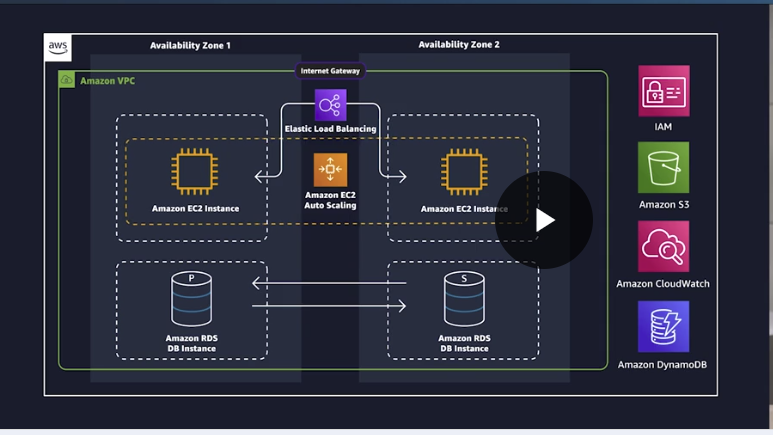 aws
Availability Zone 1
Availability Zone 2
Amazon VPC
Internet Gateway
Elastic Load Balancing
Amazon EC2 Instance
Amazon EC2
Auto Scaling
Amazon EC2 Instance
P
S
Amazon RDS
DB Instance
Amazon RDS
DB Instance
IAM
Amazon S3
Amazon CloudWatch
Amazon DynamoDB